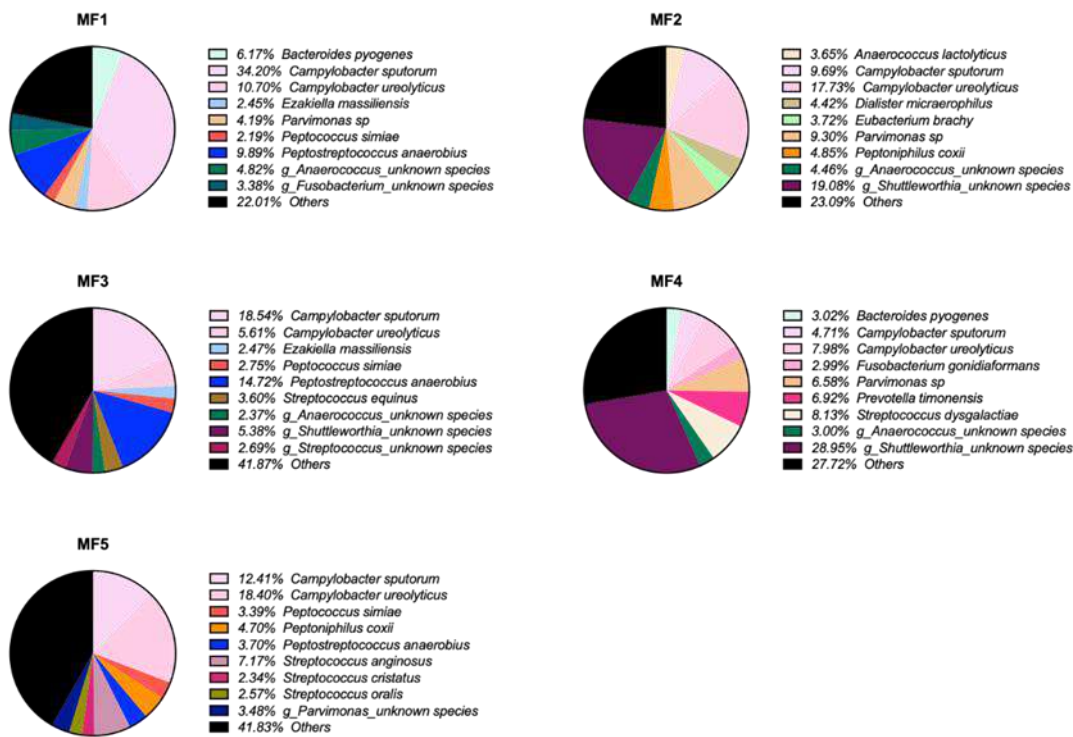 MF1
6.17% Bacteroides pyogenes
34.20% Campylobacter sputorum
10.70% Campylobacter ureolyticus
2.45% Ezakiella massiliensis
4.19% Parvimonas sp
2.19% Peptococcus simiae
9.89% Peptostreptococcus anaerobius
4.82% g_Anaerococcus_unknown species
3.38% g_Fusobacterium_unknown species
22.01% Others
MF2
3.65% Anaerococcus lactolyticus
9.69% Campylobacter sputorum
17.73% Campylobacter ureolyticus
4.42% Dialister micraerophilus
3.72% Eubacterium brachy
9.30% Parvimonas sp
4.85% Peptoniphilus coxii
4.46% g_Anaerococcus_unknown species
19.08% g_Shuttleworthia_unknown species
23.09% Others
MF3
18.54% Campylobacter sputorum
5.61% Campylobacter ureolyticus
2.47% Ezakiella massiliensis
2.75% Peptococcus simiae
14.72% Peptostreptococcus anaerobius
3.60% Streptococcus equinus
2.37% g_Anaerococcus_unknown species
5.38% g_Shuttleworthia_unknown species
2.69% g_Streptococcus_unknown species
41.87% Others
MF4
3.02% Bacteroides pyogenes
4.71% Campylobacter sputorum
7.98% Campylobacter ureolyticus
2.99% Fusobacterium gonidiaformans
6.58% Parvimonas sp
6.92% Prevotella timonensis
8.13% Streptococcus dysgalactiae
3.00% g_Anaerococcus_unknown species
28.95% g_Shuttleworthia_unknown species
27.72% Others
MF5
12.41% Campylobacter sputorum
18.40% Campylobacter ureolyticus
3.39% Peptococcus simiae
4.70% Peptoniphilus coxii
3.70% Peptostreptococcus anaerobius
7.17% Streptococcus anginosus
2.34% Streptococcus cristatus
2.57% Streptococcus oralis
3.48% g_Parvimonas_unknown species
41.83% Others